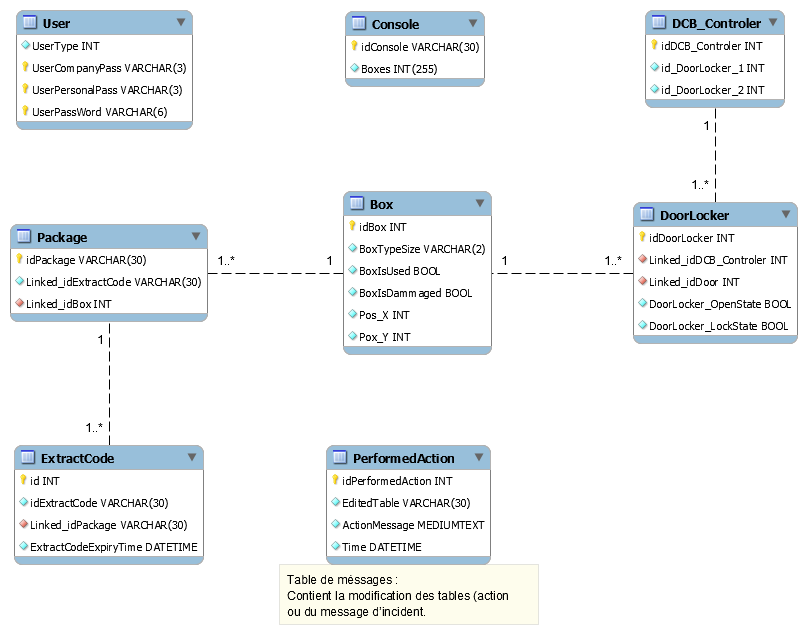 User
UserType INT
UserCompanyPass VARCHAR(3)
UserPersonalPass VARCHAR(3)
UserPassWord VARCHAR(6)
Console
idConsole VARCHAR(30)
Boxes INT(255)
DCB_Controler
idDCB_Controler INT
id_DoorLocker_1 INT
id_DoorLocker_2 INT
1
1..*
Package
idPackage VARCHAR(30)
Linked_idExtractCode VARCHAR(30)
Linked_idBox INT
1..*
1
Box
idBox INT
BoxTypeSize VARCHAR(2)
BoxIsUsed BOOL
BoxIsDammaged BOOL
Pos_X INT
Pox_Y INT
1
1..*
DoorLocker
idDoorLocker INT
Linked_idDCB_Controler INT
Linked_idDoor INT
DoorLocker_OpenState BOOL
DoorLocker_LockState BOOL
1
1..*
ExtractCode
id INT
idExtractCode VARCHAR(30)
Linked_idPackage VARCHAR(30)
ExtractCodeExpiryTime DATETIME
PerformedAction
idPerformedAction INT
EditedTable VARCHAR(30)
ActionMessage MEDIUMTEXT
Time DATETIME
Table de méssages :
Contient la modification des tables (action
ou du message d'incident.